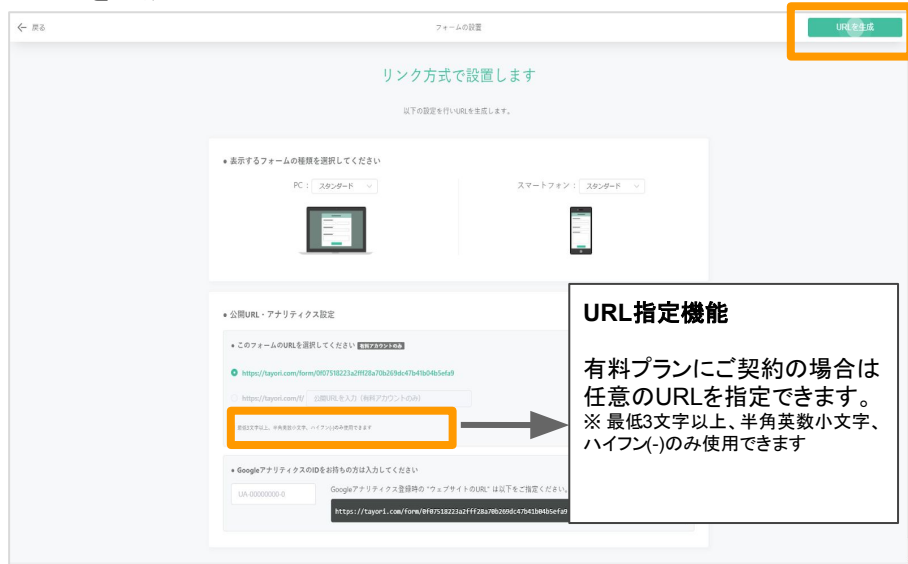 ← 戻る
フォームの設置
URLを生成
リンク方式で設置します
以下の設定を行いURLを生成します。
● 表示するフォームの種類を選択してください
PC : スタンダード
スマートフォン : スタンダード
● 公開URL・アナリティクス設定
● このフォームのURLを選択してください 有料アカウントのみ
https://tayori.com/form/0f07518223a2fff28a70b269dc47b41b04b5efa9
https://tayori.com/f/ 公開URLを入力（有料アカウントのみ）
最低3文字以上、半角英数小文字、ハイフン(-)のみ使用できます
● GoogleアナリティクスのIDをお持ちの方は入力してください
UA-00000000-0
Googleアナリティクス登録時の "ウェブサイトのURL" は以下をご指定ください。
https://tayori.com/form/0f07518223a2fff28a70b269dc47b41b04b5efa9
URL指定機能
有料プランにご契約の場合は
任意のURLを指定できます。
※ 最低3文字以上、半角英数小文字、
ハイフン(-)のみ使用できます